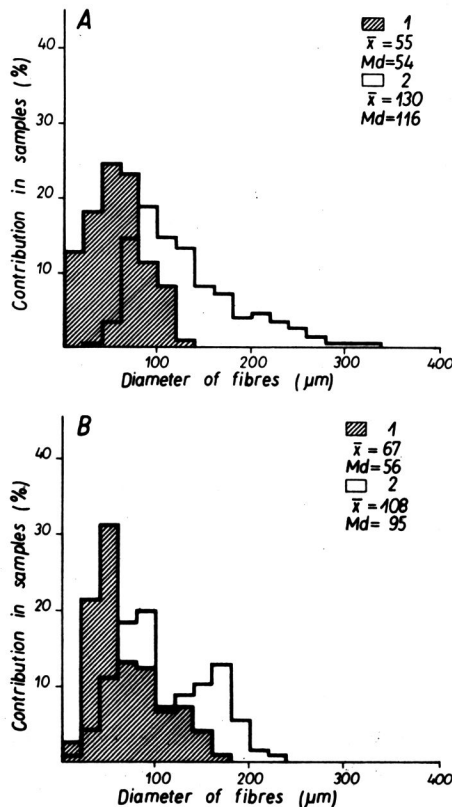 A
1
x̄ = 55
Md=54
2
x̄ = 130
Md=116
Contribution in samples (%)
40
30
20
10
100
200
300
400
Diameter of fibres (μm)
B
1
x̄ = 67
Md=56
2
x̄ = 108
Md= 95
Contribution in samples (%)
40
30
20
10
100
200
300
400
Diameter of fibres (μm)